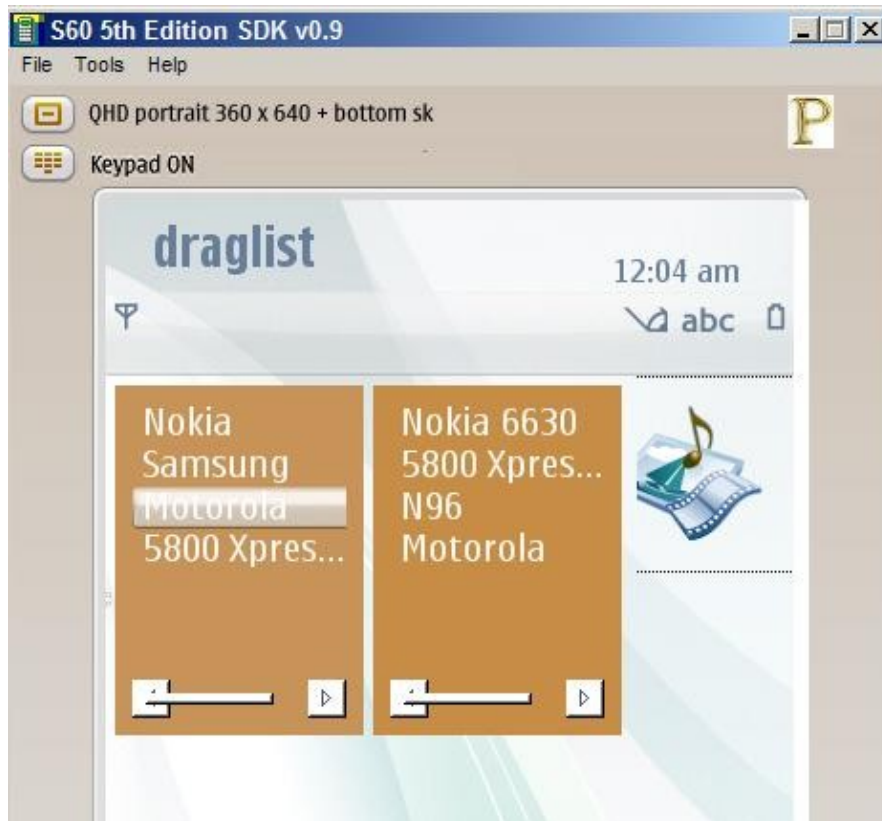 S60 5th Edition SDK v0.9
File Tools Help
QHD portrait 360 x 640 + bottom sk
P
Keypad ON
draglist
12:04 am
abc
Nokia
Samsung
Motorola
5800 Xpres...
Nokia 6630
5800 Xpres...
N96
Motorola